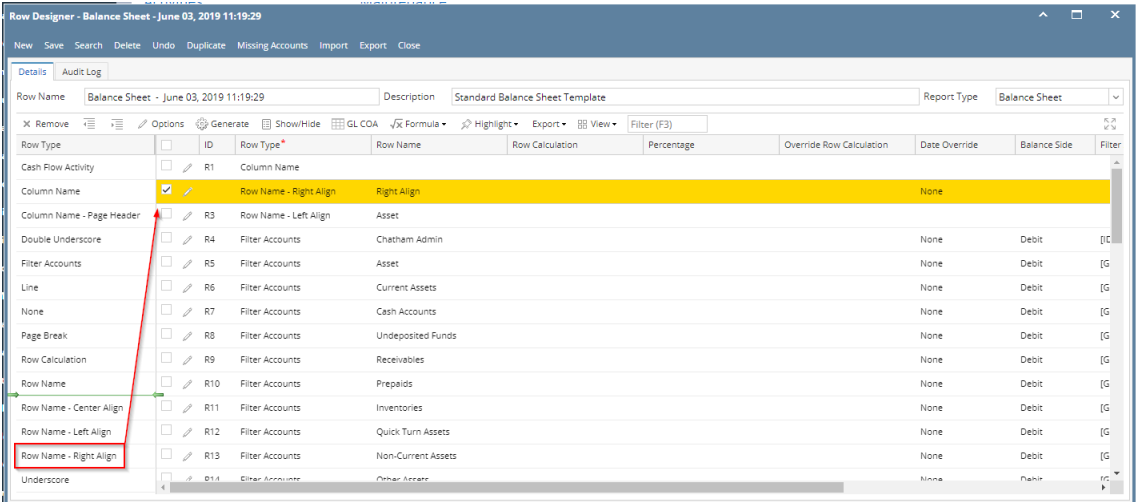 Row Designer - Balance Sheet - June 03, 2019 11:19:29
New Save Search Delete Undo Duplicate Missing Accounts Import Export Close
Details Audit Log
Row Name Balance Sheet - June 03, 2019 11:19:29 Description Standard Balance Sheet Template Report Type Balance Sheet
Remove Options Generate Show/Hide GL COA Formula Highlight Export View Filter (F3)
Row Type ID Row Type* Row Name Row Calculation Percentage Override Row Calculation Date Override Balance Side Filter
Cash Flow Activity R1 Column Name
Column Name Row Name - Right Align Right Align None
Column Name - Page Header R3 Row Name - Left Align Asset
Double Underscore R4 Filter Accounts Chatham Admin None Debit [ID
Filter Accounts R5 Filter Accounts Asset None Debit [G
Line R6 Filter Accounts Current Assets None Debit [G
None R7 Filter Accounts Cash Accounts None Debit [G
Page Break R8 Filter Accounts Undeposited Funds None Debit [G
Row Calculation R9 Filter Accounts Receivables None Debit [G
Row Name R10 Filter Accounts Prepaids None Debit [G
Row Name - Center Align R11 Filter Accounts Inventories None Debit [G
Row Name - Left Align R12 Filter Accounts Quick Turn Assets None Debit [G
Row Name - Right Align R13 Filter Accounts Non-Current Assets None Debit [G
Underscore R14 Filter Accounts Other Assets None Debit